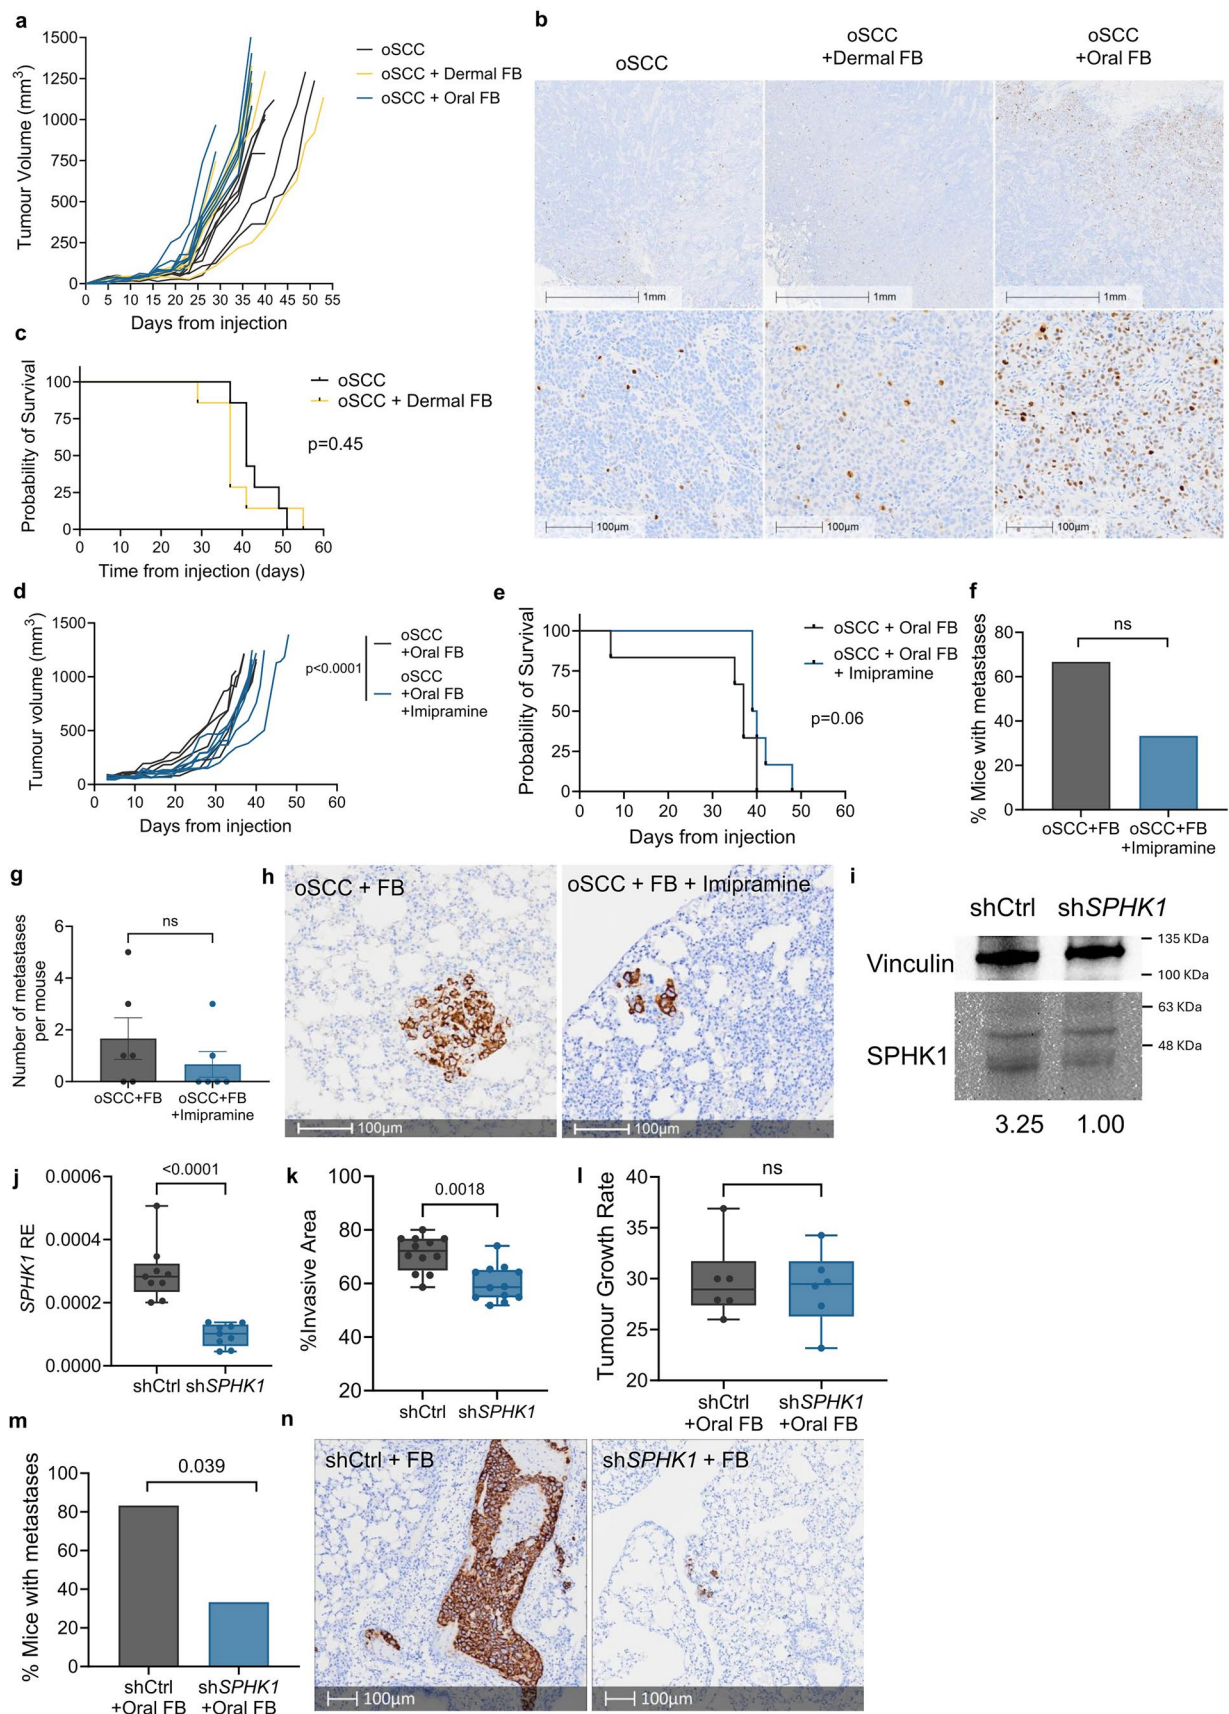 a
1500
1250
1000
750
500
250
0
Tumour Volume (mm3)
0 5 10 15 20 25 30 35 40 45 50 55
Days from injection
oSCC
oSCC + Dermal FB
oSCC + Oral FB
b
oSCC
oSCC
+Dermal FB
oSCC
+Oral FB
1mm
1mm
1mm
100µm
100µm
100µm
c
100
75
50
25
0
Probability of Survival
0 10 20 30 40 50 60
Time from injection (days)
oSCC
oSCC + Dermal FB
p=0.45
d
1500
1000
500
0
Tumour volume (mm3)
0 10 20 30 40 50 60
Days from injection
p<0.0001
oSCC
+Oral FB
oSCC
+Oral FB
+Imipramine
e
100
75
50
25
0
Probability of Survival
0 10 20 30 40 50 60
Days from injection
oSCC + Oral FB
oSCC + Oral FB
+ Imipramine
p=0.06
f
80
60
40
20
0
% Mice with metastases
ns
oSCC+FB
oSCC+FB
+Imipramine
g
6
4
2
0
Number of metastases
per mouse
ns
oSCC+FB
oSCC+FB
+Imipramine
h
oSCC + FB
oSCC + FB + Imipramine
100µm
100µm
i
shCtrl shSPHK1
Vinculin
135 KDa
100 KDa
SPHK1
63 KDa
48 KDa
3.25 1.00
j
0.0006
0.0004
0.0002
0.0000
SPHK1 RE
<0.0001
shCtrl shSPHK1
k
100
80
60
40
20
%Invasive Area
0.0018
shCtrl shSPHK1
l
40
35
30
25
20
Tumour Growth Rate
ns
shCtrl
+Oral FB
shSPHK1
+Oral FB
m
100
80
60
40
20
0
% Mice with metastases
0.039
shCtrl
+Oral FB
shSPHK1
+Oral FB
n
shCtrl + FB
shSPHK1 + FB
100µm
100µm